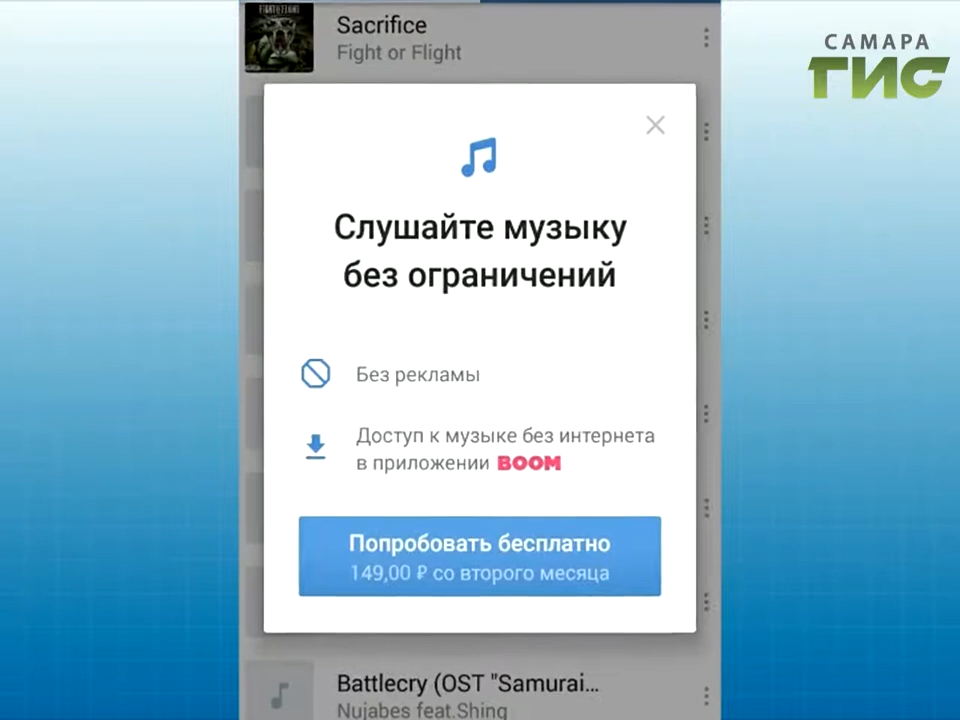 Sacrifice
Fight or Flight
САМАРА
ГИС
Слушайте музыку
без ограничений
Без рекламы
Доступ к музыке без интернета
в приложении BOOM
Попробовать бесплатно
149,00 ₽ со второго месяца
Battlecry (OST "Samurai...
Nujabes feat.Shing